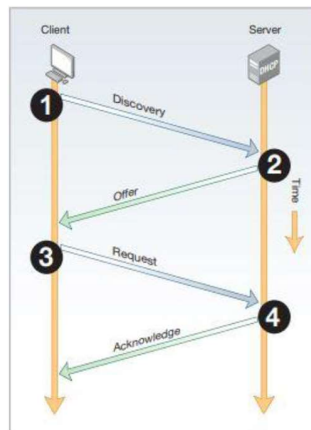 Client
Server
DHCP
1
Discovery
2
Offer
Time
3
Request
4
Acknowledge